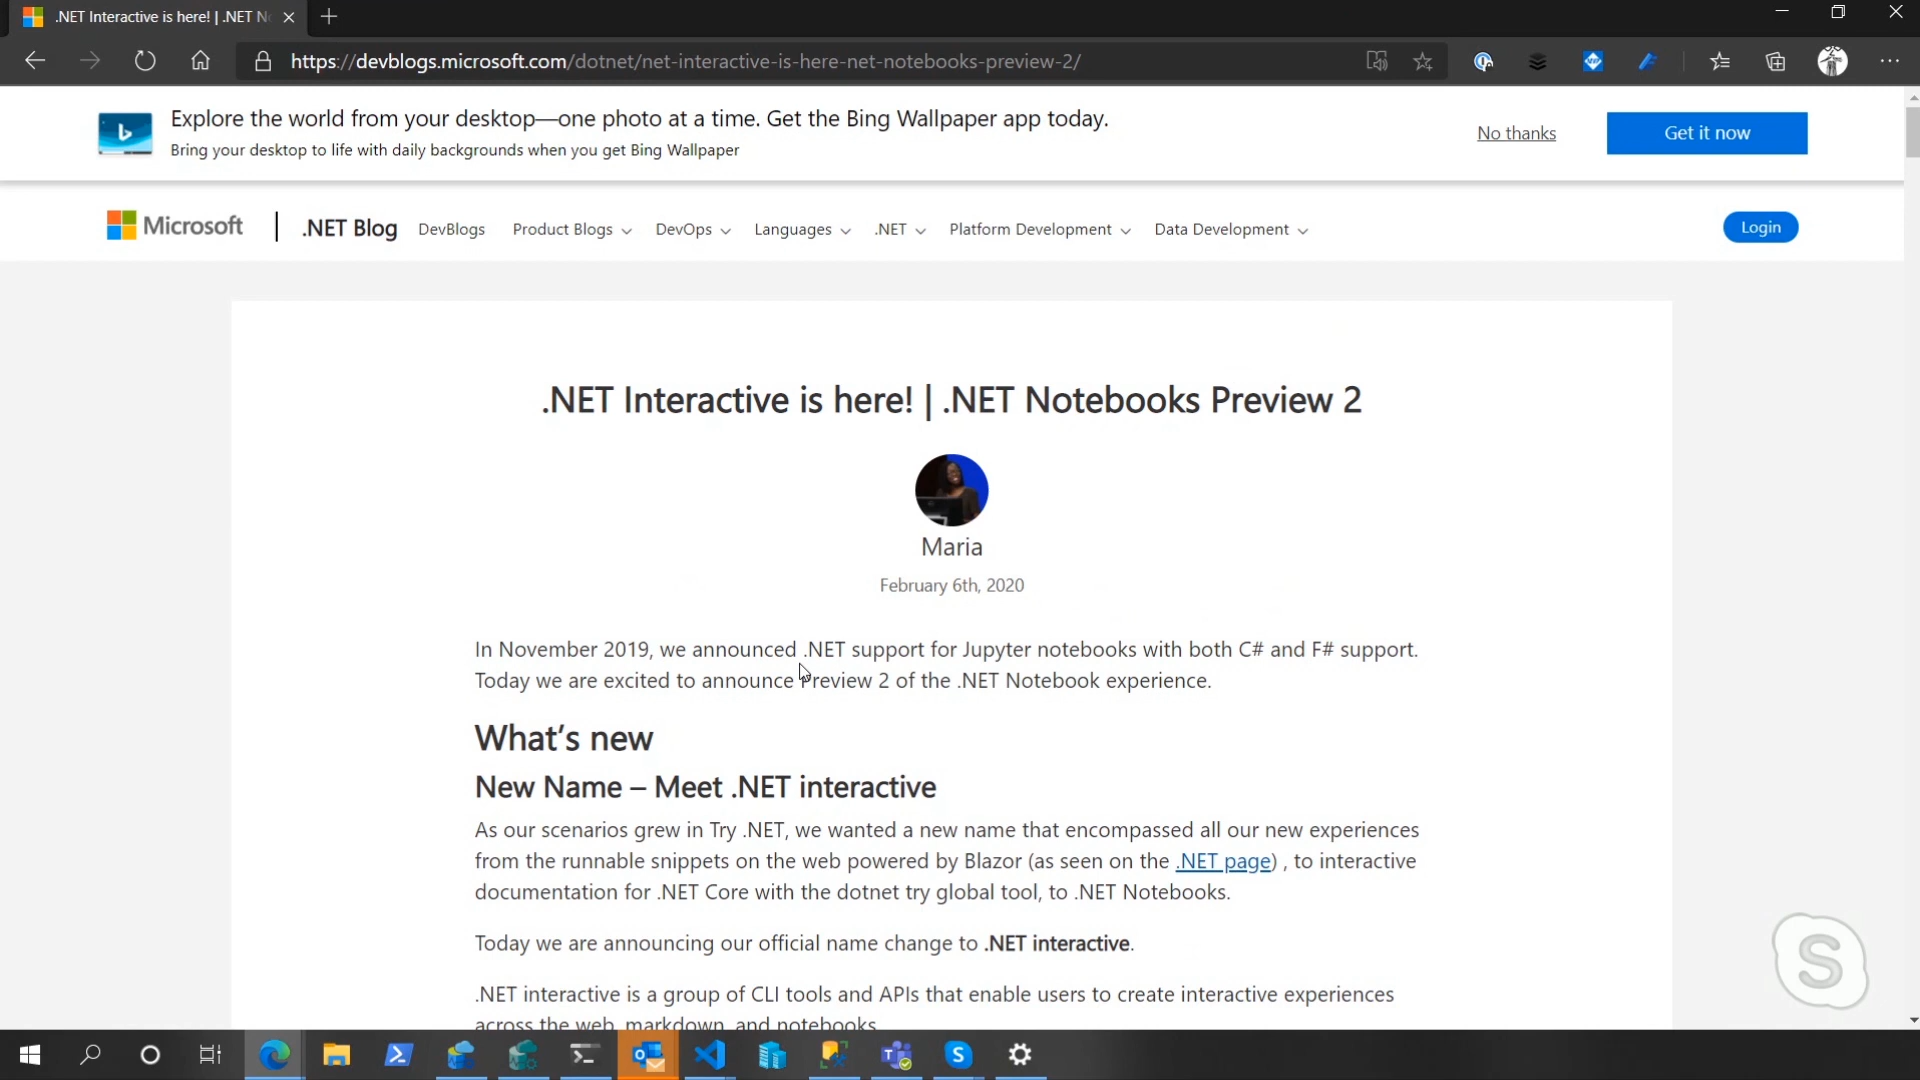 .NET Interactive is here! | .NET N
https://devblogs.microsoft.com/dotnet/net-interactive-is-here-net-notebooks-preview-2/
Explore the world from your desktop—one photo at a time. Get the Bing Wallpaper app today.
Bring your desktop to life with daily backgrounds when you get Bing Wallpaper
No thanks
Get it now
Microsoft
.NET Blog
DevBlogs
Product Blogs
DevOps
Languages
.NET
Platform Development
Data Development
Login
.NET Interactive is here! | .NET Notebooks Preview 2
Maria
February 6th, 2020
In November 2019, we announced .NET support for Jupyter notebooks with both C# and F# support.
Today we are excited to announce Preview 2 of the .NET Notebook experience.
What’s new
New Name – Meet .NET interactive
As our scenarios grew in Try .NET, we wanted a new name that encompassed all our new experiences
from the runnable snippets on the web powered by Blazor (as seen on the .NET page) , to interactive
documentation for .NET Core with the dotnet try global tool, to .NET Notebooks.
Today we are announcing our official name change to .NET interactive.
.NET interactive is a group of CLI tools and APIs that enable users to create interactive experiences
across the web, markdown, and notebooks.